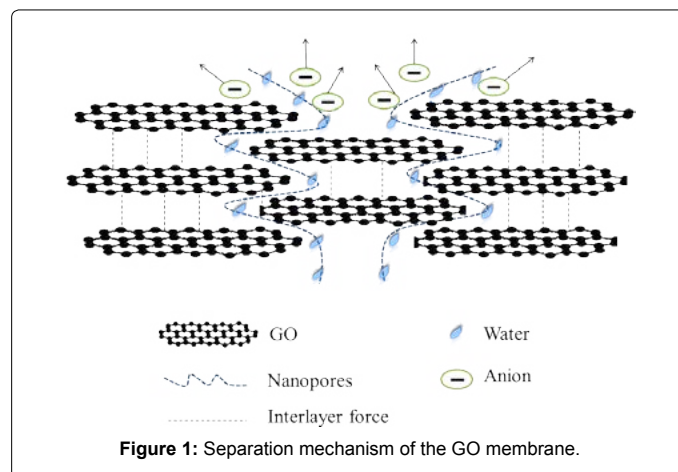 GO
Water
Nanopores
Anion
Interlayer force
Figure 1: Separation mechanism of the GO membrane.